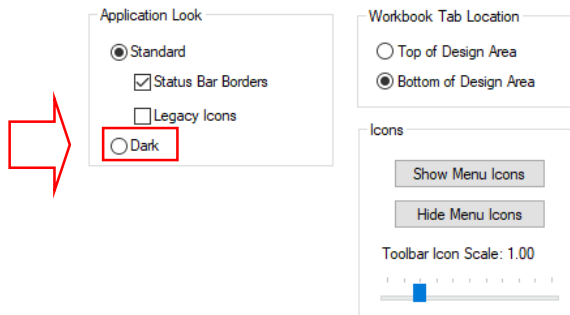 Application Look
Standard
Status Bar Borders
Legacy Icons
Dark
Workbook Tab Location
Top of Design Area
Bottom of Design Area
Icons
Show Menu Icons
Hide Menu Icons
Toolbar Icon Scale: 1.00